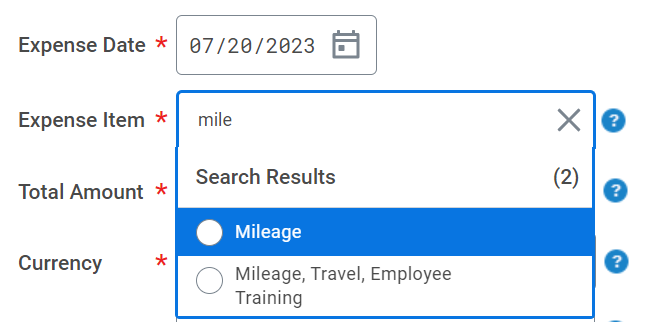 Expense Date * 07/20/2023
Expense Item * mile ?
Search Results (2)
Total Amount * ?
Mileage
Currency * ?
Mileage, Travel, Employee
Training